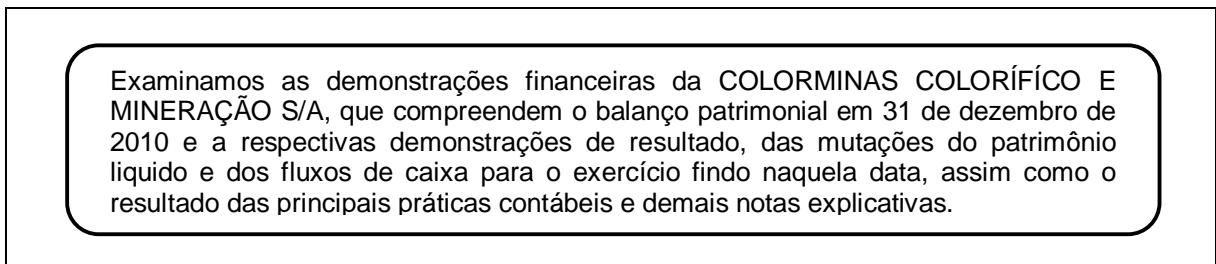 Examinamos as demonstrações financeiras da COLORMINAS COLORÍFÍCO E
MINERAÇÃO S/A, que compreendem o balanço patrimonial em 31 de dezembro de
2010 e a respectivas demonstrações de resultado, das mutações do patrimônio
liquido e dos fluxos de caixa para o exercício findo naquela data, assim como o
resultado das principais práticas contábeis e demais notas explicativas.